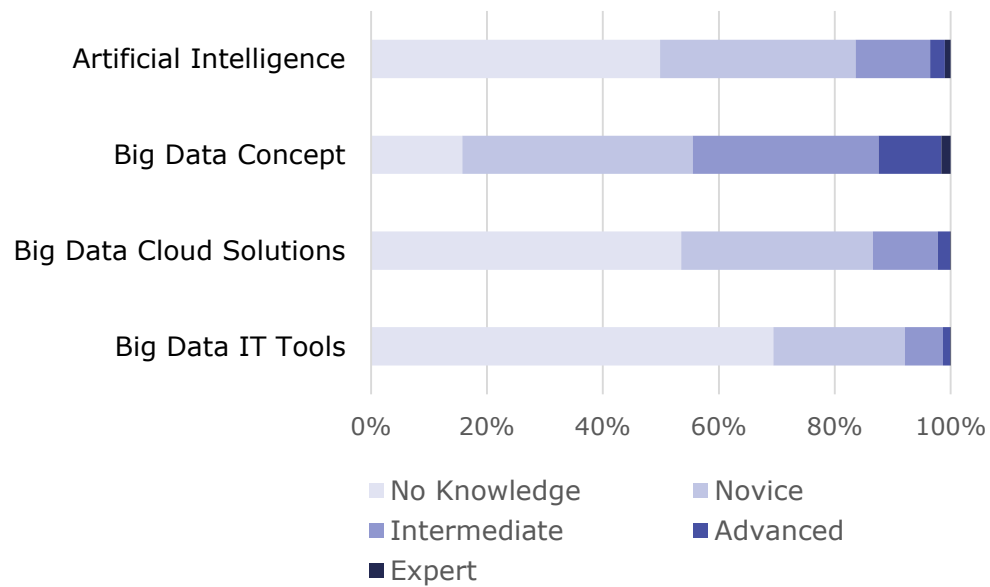 Artificial Intelligence
Big Data Concept
Big Data Cloud Solutions
Big Data IT Tools
0% 20% 40% 60% 80% 100%
No Knowledge Novice
Intermediate Advanced
Expert